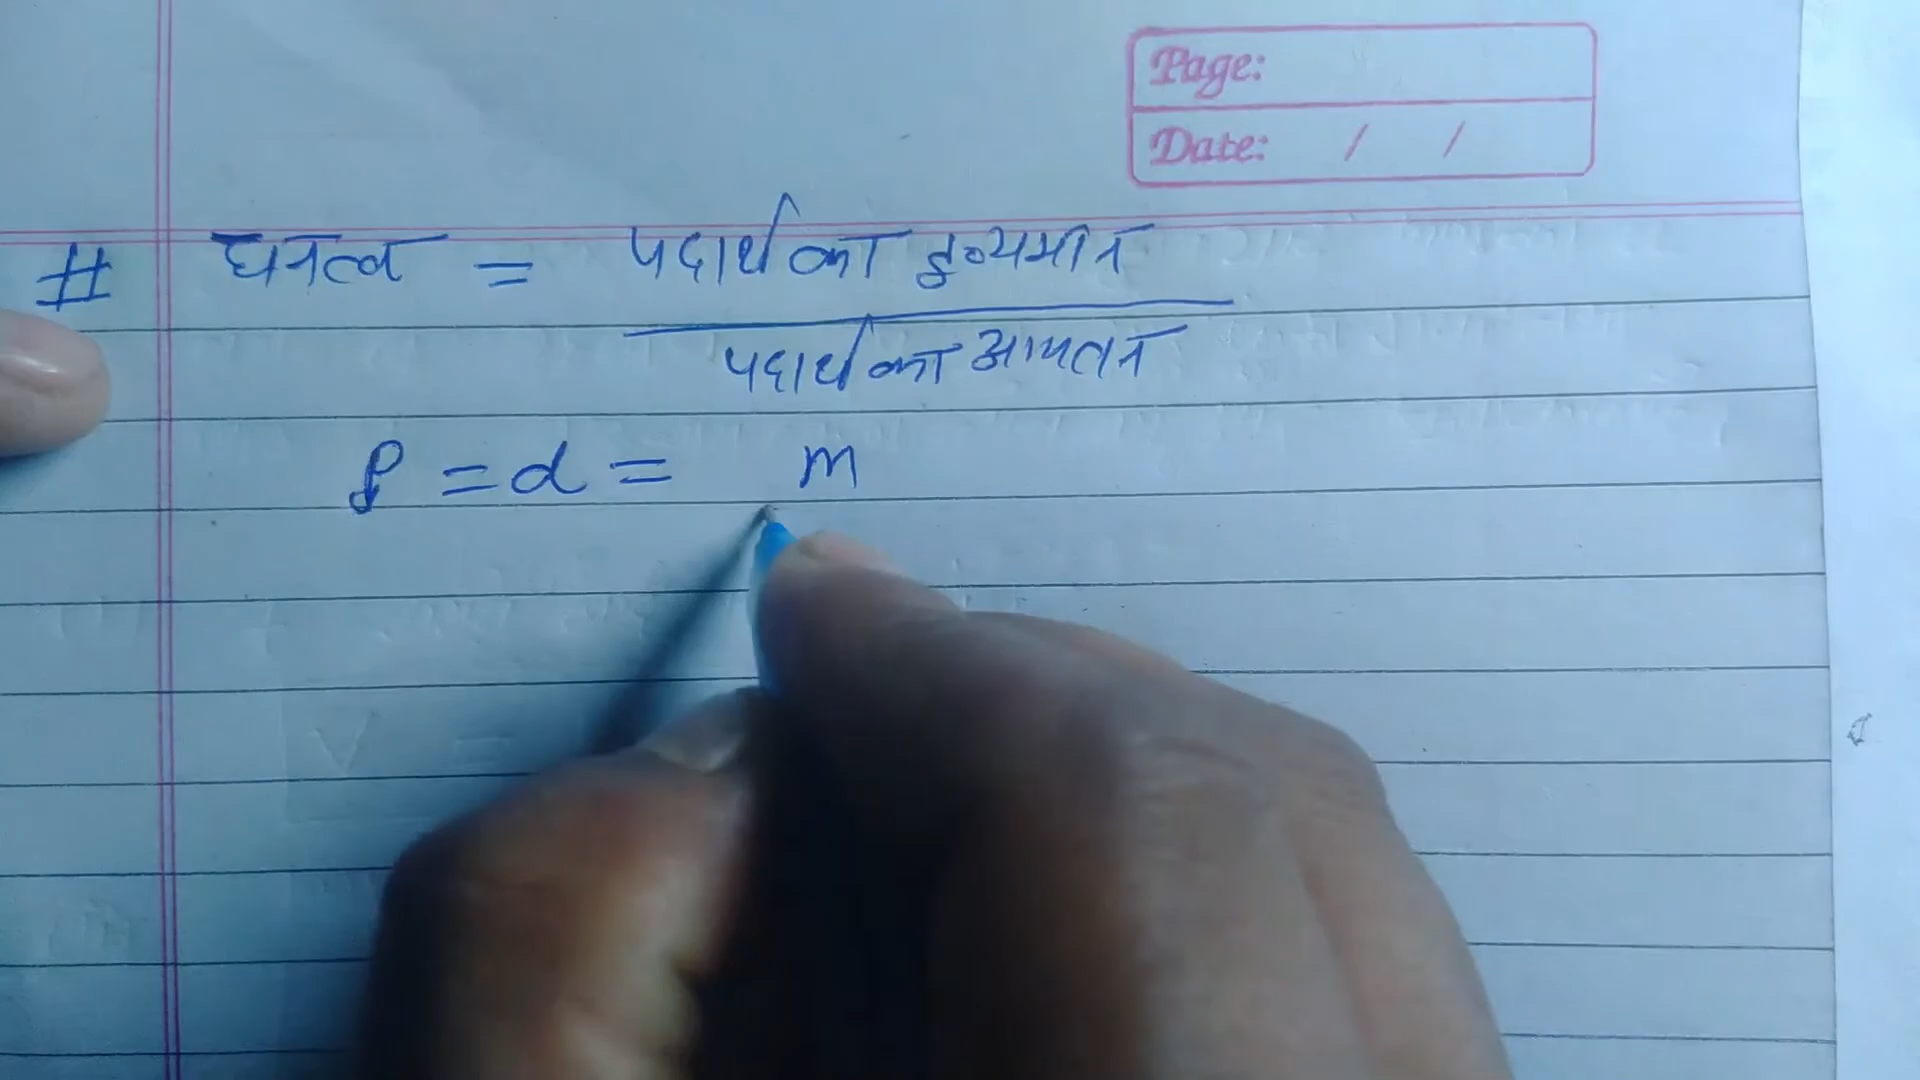 Page:
Date: / /
# घनत्व = पदार्थ का द्रव्यमान
पदार्थ का आयतन
ρ = d = m